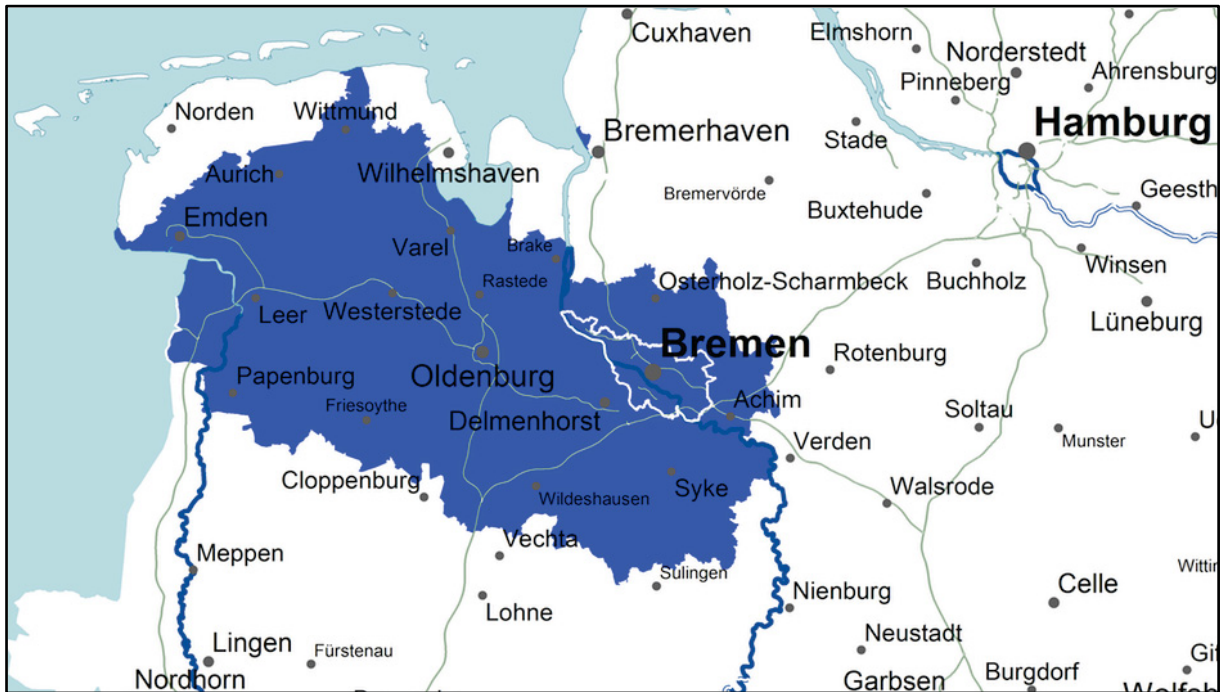 Cuxhaven
Elmshorn
Norderstedt
Pinneberg
Ahrensburg
Norden
Wittmund
Bremerhaven
Stade
Hamburg
Aurich
Wilhelmshaven
Bremervörde
Buxtehude
Geesth
Emden
Varel
Brake
Rastede
Osterholz-Scharmbeck
Buchholz
Winsen
Leer
Westerstede
Lüneburg
Bremen
Rotenburg
Papenburg
Oldenburg
Friesoythe
Delmenhorst
Achim
Soltau
Munster
Verden
Cloppenburg
Wildeshausen
Syke
Walsrode
Meppen
Vechta
Sulingen
Wittin
Celle
Lohne
Nienburg
Neustadt
Lingen
Fürstenau
Gif
Nordhorn
Garbsen
Burgdorf